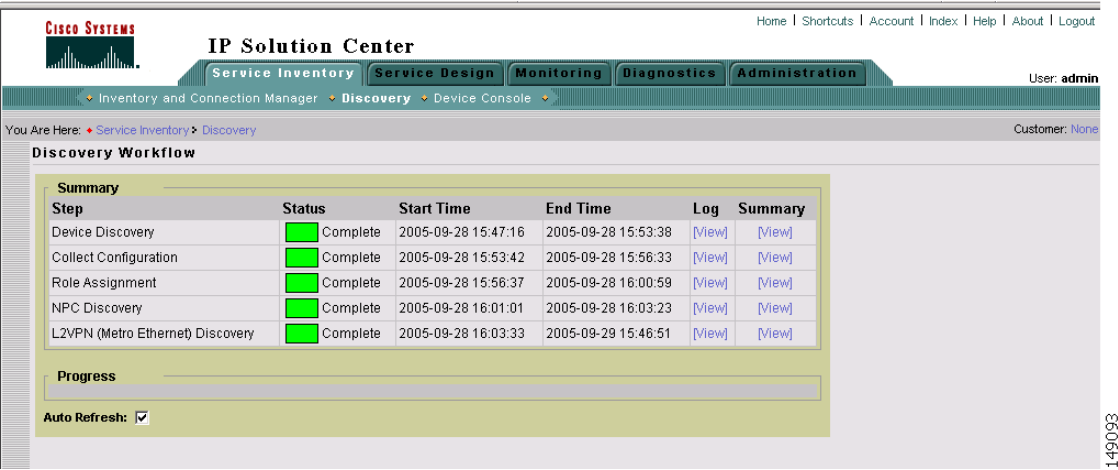 Home | Shortcuts | Account | Index | Help | About | Logout
CISCO SYSTEMS
IP Solution Center
Service Inventory Service Design Monitoring Diagnostics Administration
User: admin
Inventory and Connection Manager Discovery Device Console
You Are Here: Service Inventory Discovery Customer: None
Discovery Workflow
Summary
Step Status Start Time End Time Log Summary
Device Discovery Complete 2005-09-28 15:47:16 2005-09-28 15:53:38 [View] [View]
Collect Configuration Complete 2005-09-28 15:53:42 2005-09-28 15:56:33 [View] [View]
Role Assignment Complete 2005-09-28 15:56:37 2005-09-28 16:00:59 [View] [View]
NPC Discovery Complete 2005-09-28 16:01:01 2005-09-28 16:03:23 [View] [View]
L2VPN (Metro Ethernet) Discovery Complete 2005-09-28 16:03:33 2005-09-29 15:46:51 [View] [View]
Progress
Auto Refresh:
149093